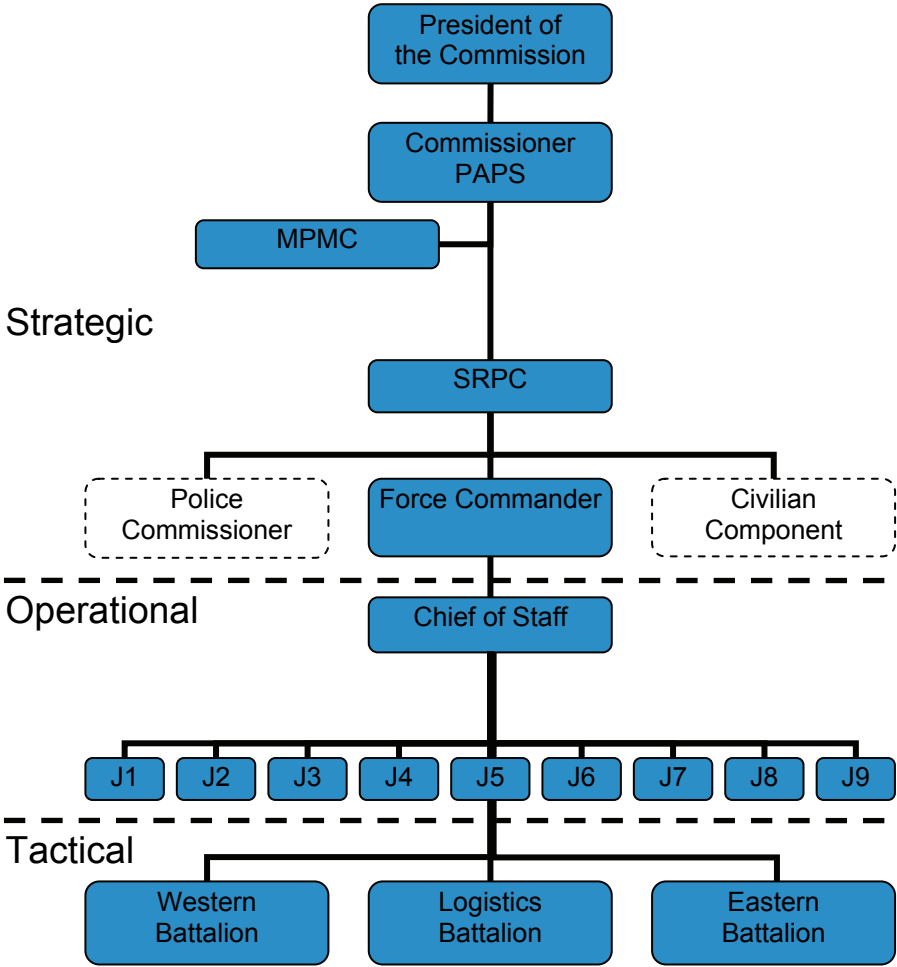 President of
the Commission
Commissioner
PAPS
MPMC
Strategic
SRPC
Police
Commissioner
Force Commander
Civilian
Component
Operational
Chief of Staff
J1 J2 J3 J4 J5 J6 J7 J8 J9
Tactical
Western
Battalion
Logistics
Battalion
Eastern
Battalion